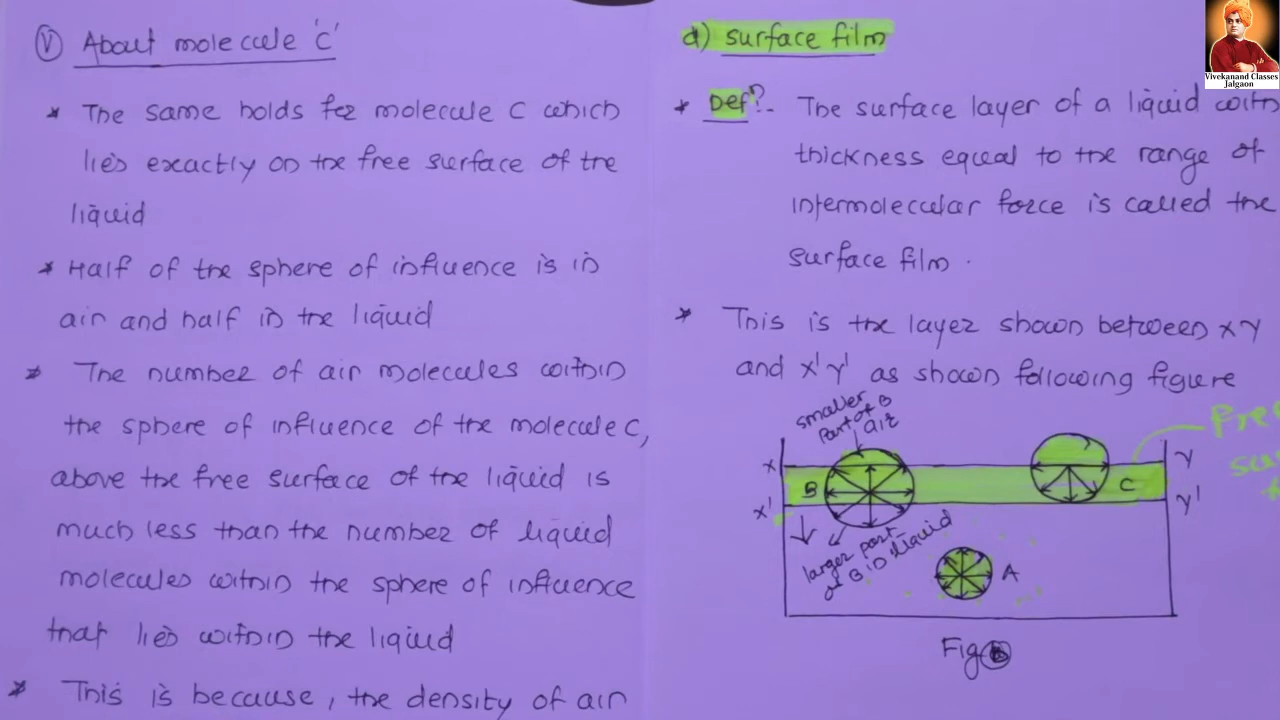 V About molecule 'C'
* The same holds for molecule C which
lies exactly on the free surface of the
liquid
* Half of the sphere of influence is in
air and half in the liquid
* The number of air molecules within
the sphere of influence of the molecule C,
above the free surface of the liquid is
much less than the number of liquid
molecules within the sphere of influence
that lies within the liquid
* This is because, the density of air
d) surface film
* Defn:- The surface layer of a liquid with
thickness equal to the range of
intermolecular force is called the
surface film.
* This is the layer shown between XY
and X'Y' as shown following figure
smaller
part of B
air
Free
X
Y
B
C
X'
Y'
larger part
of B in liquid
A
Fig
Vivekanand Classes
Jalgaon